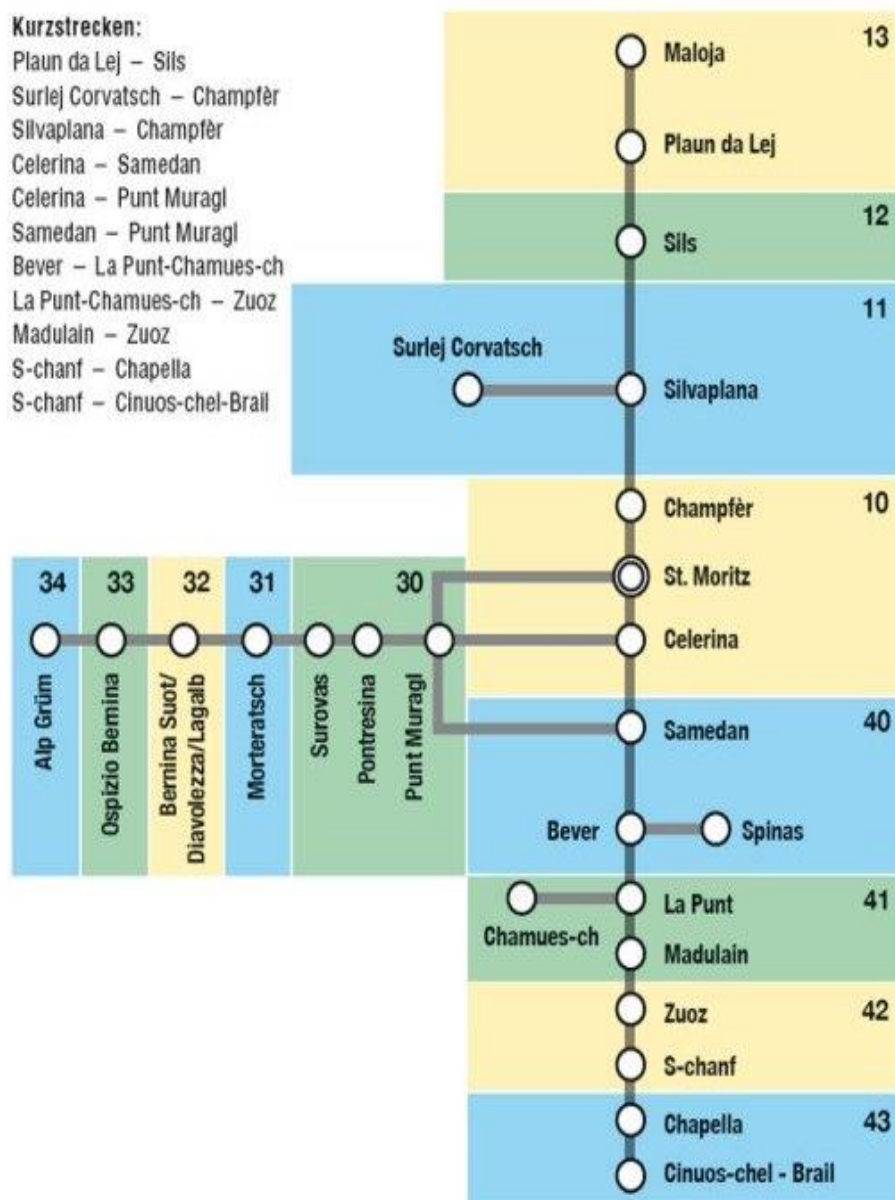 Kurzstrecken:
Plaun da Lej – Sils
Surlej Corvatsch – Champfèr
Silvaplana – Champfèr
Celerina – Samedan
Celerina – Punt Muragl
Samedan – Punt Muragl
Bever – La Punt-Chamues-ch
La Punt-Chamues-ch – Zuoz
Madulain – Zuoz
S-chanf – Chapella
S-chanf – Cinuos-chel-Brail
13
Maloja
Plaun da Lej
12
Sils
11
Surlej Corvatsch
Silvaplana
10
Champfèr
St. Moritz
Celerina
34
33
32
31
30
Alp Grüm
Ospizio Bernina
Bernina Suot/
Diavolezza/Lagalb
Morteratsch
Surovas
Pontresina
Punt Muragl
40
Samedan
Bever
Spinas
41
La Punt
Chamues-ch
Madulain
42
Zuoz
S-chanf
43
Chapella
Cinuos-chel - Brail